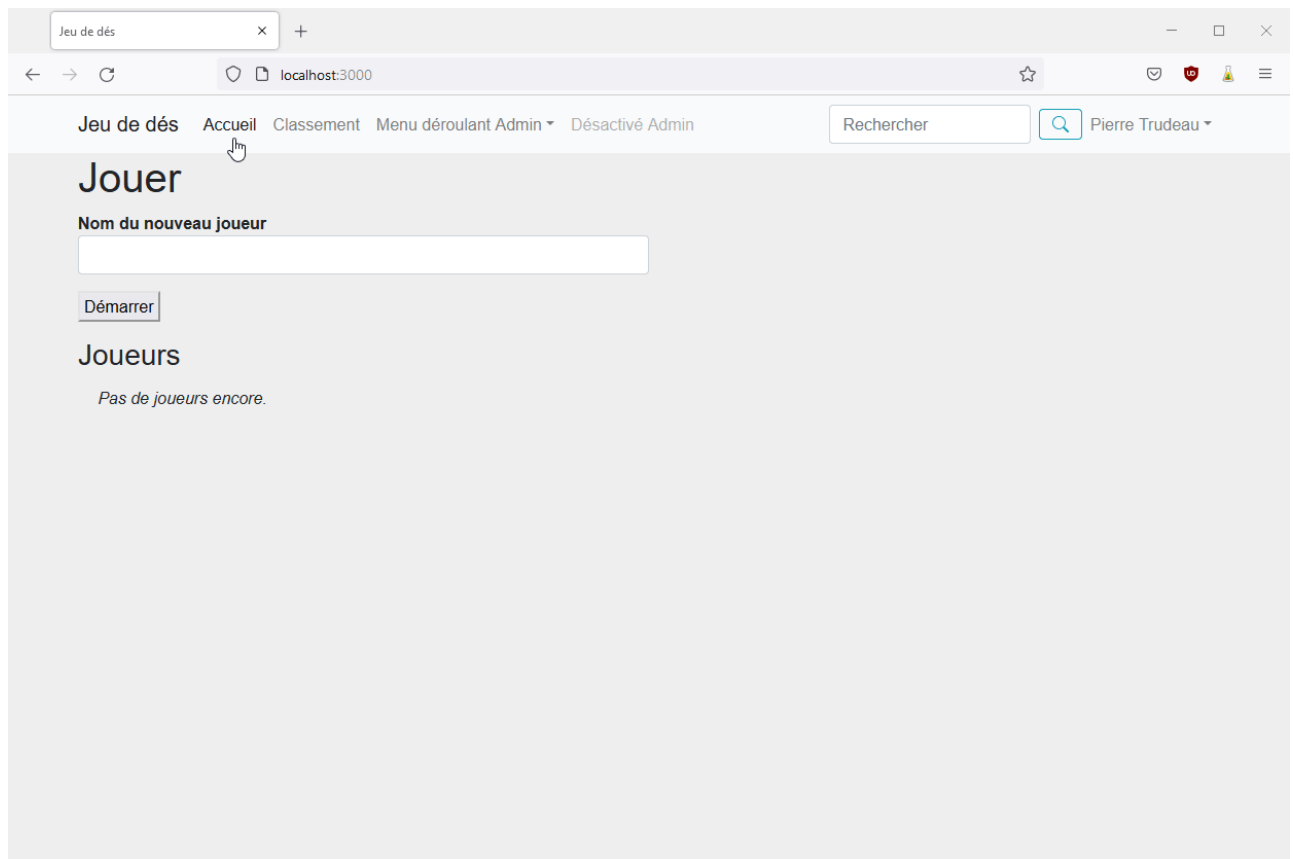 Jeu de dés
localhost:3000
Jeu de dés Accueil Classement Menu déroulant Admin Désactivé Admin Rechercher Pierre Trudeau
Jouer
Nom du nouveau joueur
Démarrer
Joueurs
Pas de joueurs encore.